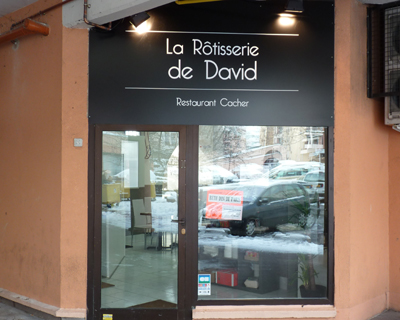 La Rôtisserie
de David
Restaurant Cacher